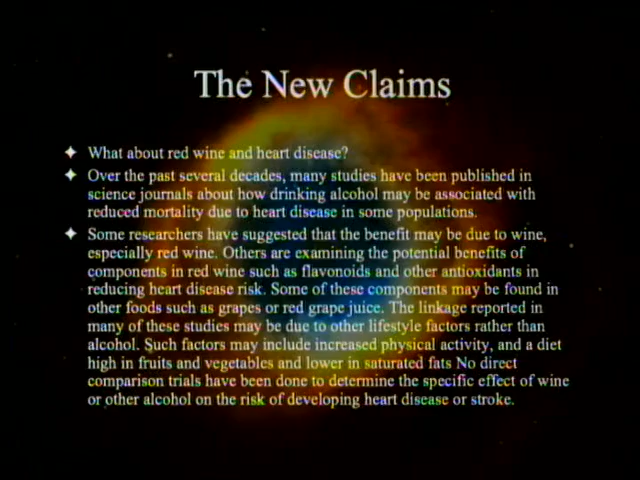 The New Claims
What about red wine and heart disease?
Over the past several decades, many studies have been published in
science journals about how drinking alcohol may be associated with
reduced mortality due to heart disease in some populations.
Some researchers have suggested that the benefit may be due to wine,
especially red wine. Others are examining the potential benefits of
components in red wine such as flavonoids and other antioxidants in
reducing heart disease risk. Some of these components may be found in
other foods such as grapes or red grape juice. The linkage reported in
many of these studies may be due to other lifestyle factors rather than
alcohol. Such factors may include increased physical activity, and a diet
high in fruits and vegetables and lower in saturated fats No direct
comparison trials have been done to determine the specific effect of wine
or other alcohol on the risk of developing heart disease or stroke.